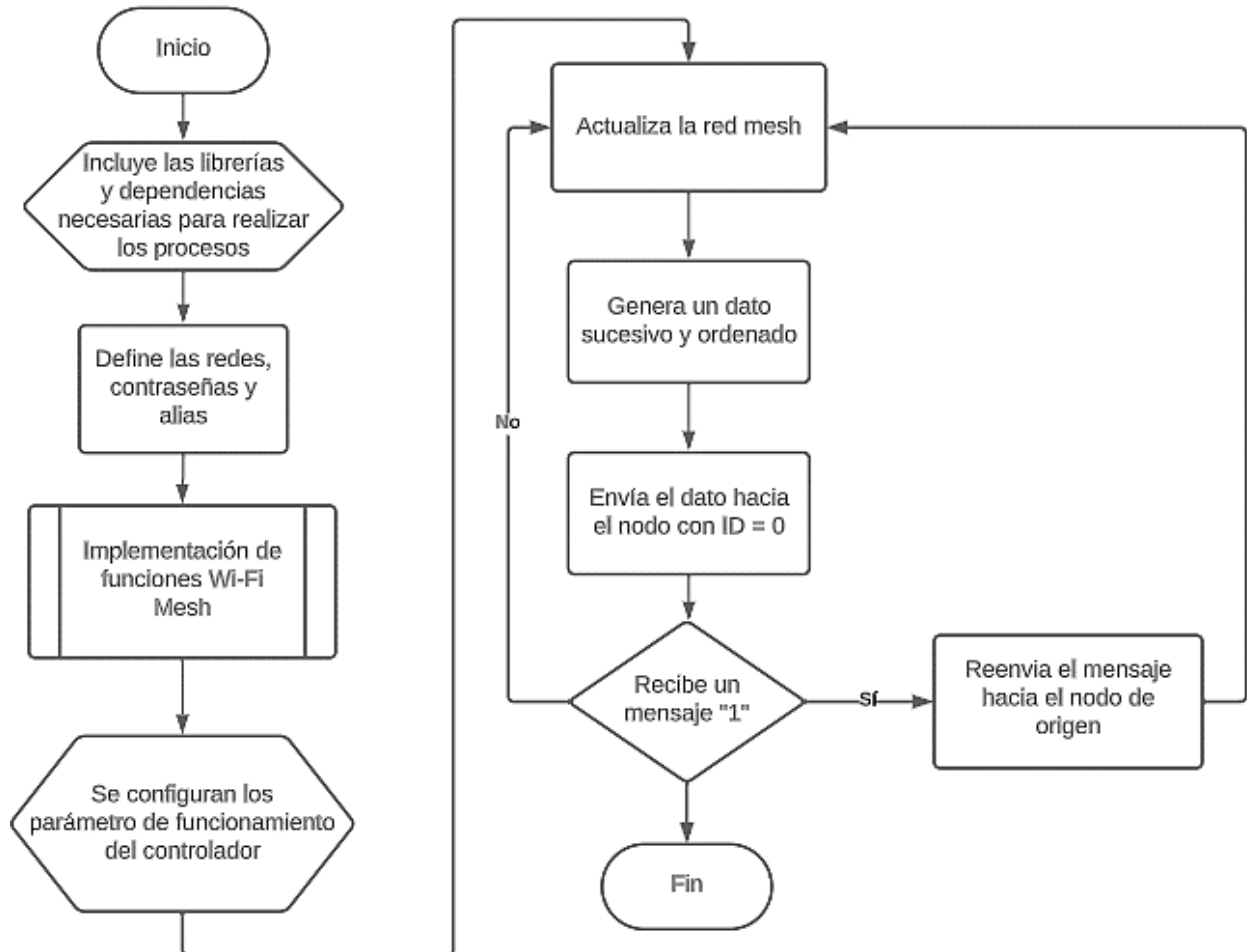 Inicio
Incluye las librerías
y dependencias
necesarias para realizar
los procesos
Define las redes,
contraseñas y
alias
Implementación de
funciones Wi-Fi
Mesh
Se configuran los
parámetro de funcionamiento
del controlador
Actualiza la red mesh
Genera un dato
sucesivo y ordenado
Envía el dato hacia
el nodo con ID = 0
Recibe un
mensaje "1"
No
Sí
Reenvia el mensaje
hacia el nodo de
origen
Fin